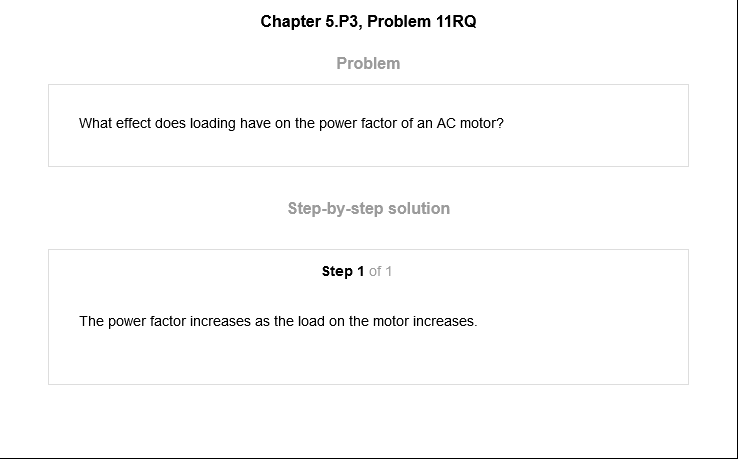 Chapter 5.P3, Problem 11RQ
Problem
What effect does loading have on the power factor of an AC motor?
Step-by-step solution
Step 1 of 1
The power factor increases as the load on the motor increases.